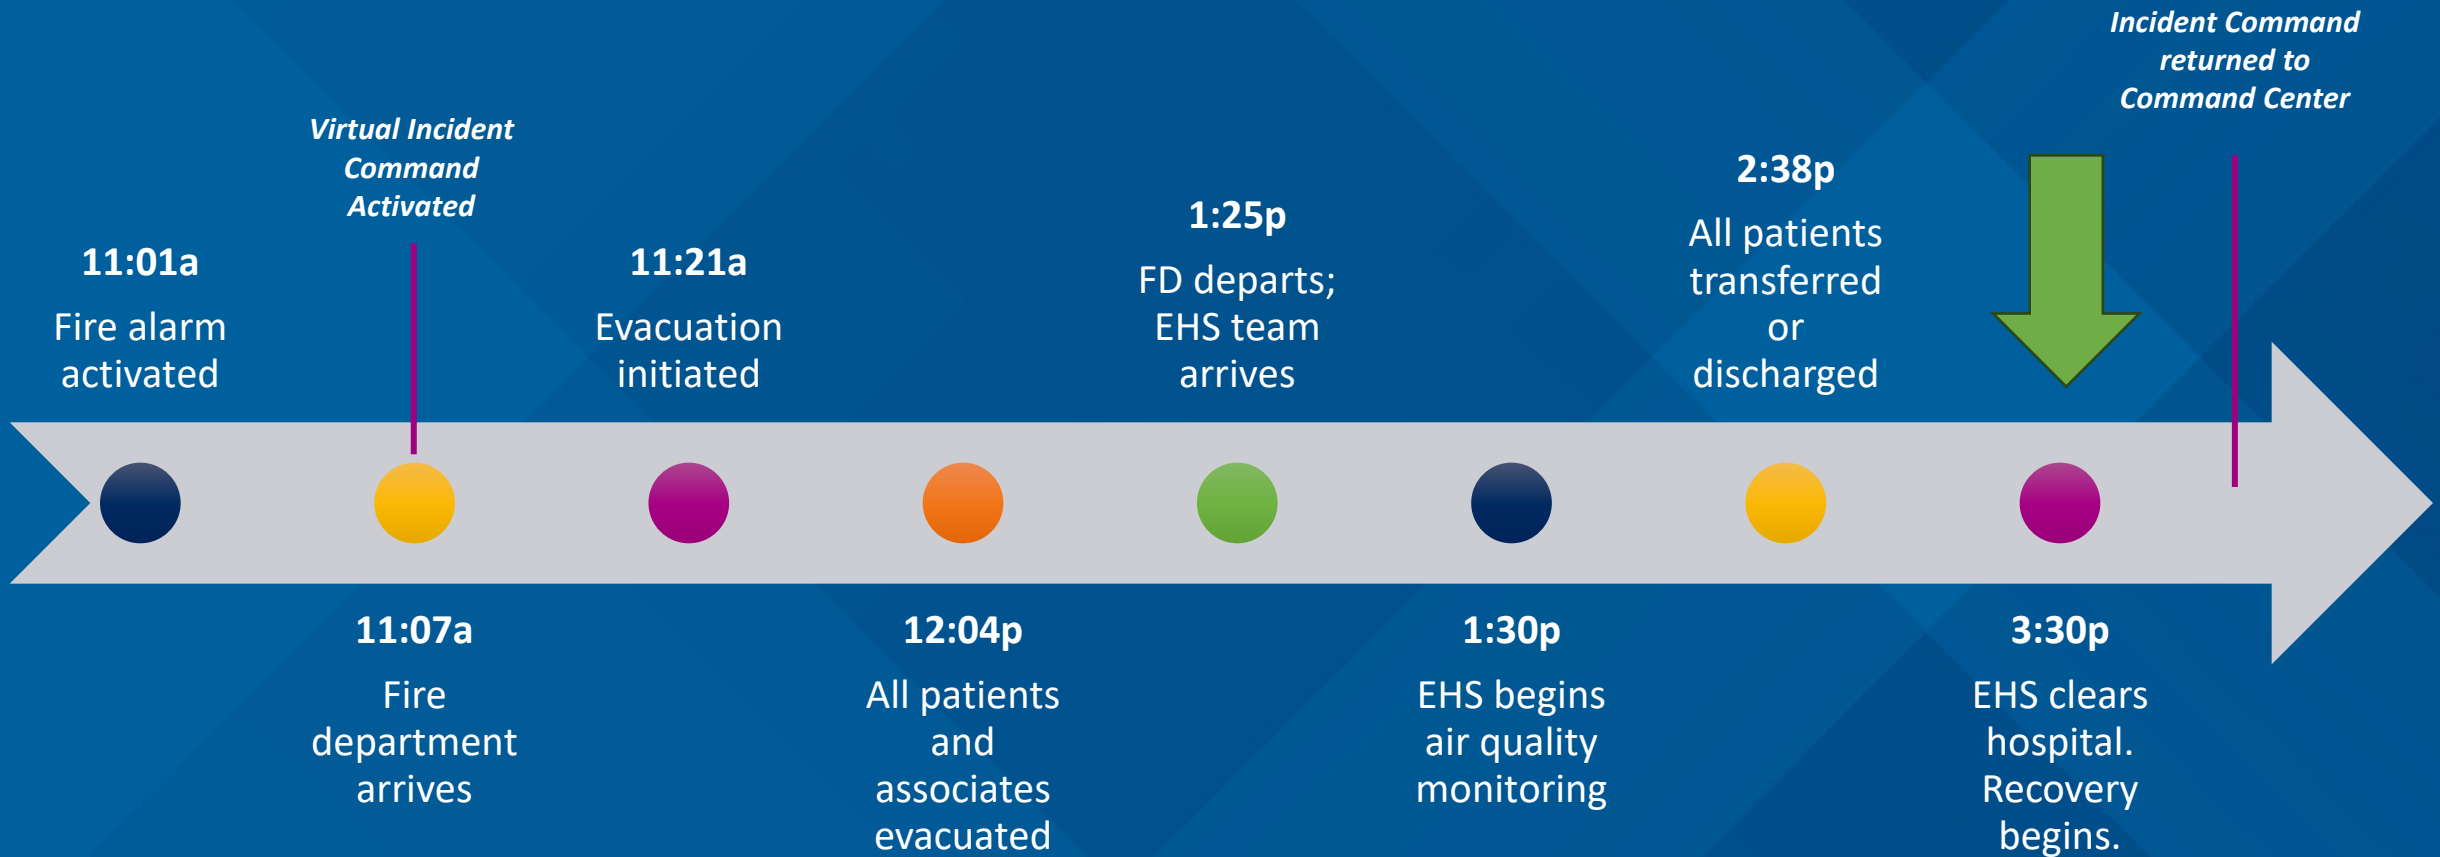 11:01a
Fire alarm
activated
Virtual Incident
Command
Activated
11:07a
Fire
department
arrives
11:21a
Evacuation
initiated
12:04p
All patients
and
associates
evacuated
1:25p
FD departs;
EHS team
arrives
1:30p
EHS begins
air quality
monitoring
2:38p
All patients
transferred
or
discharged
3:30p
EHS clears
hospital.
Recovery
begins.
Incident Command
returned to
Command Center